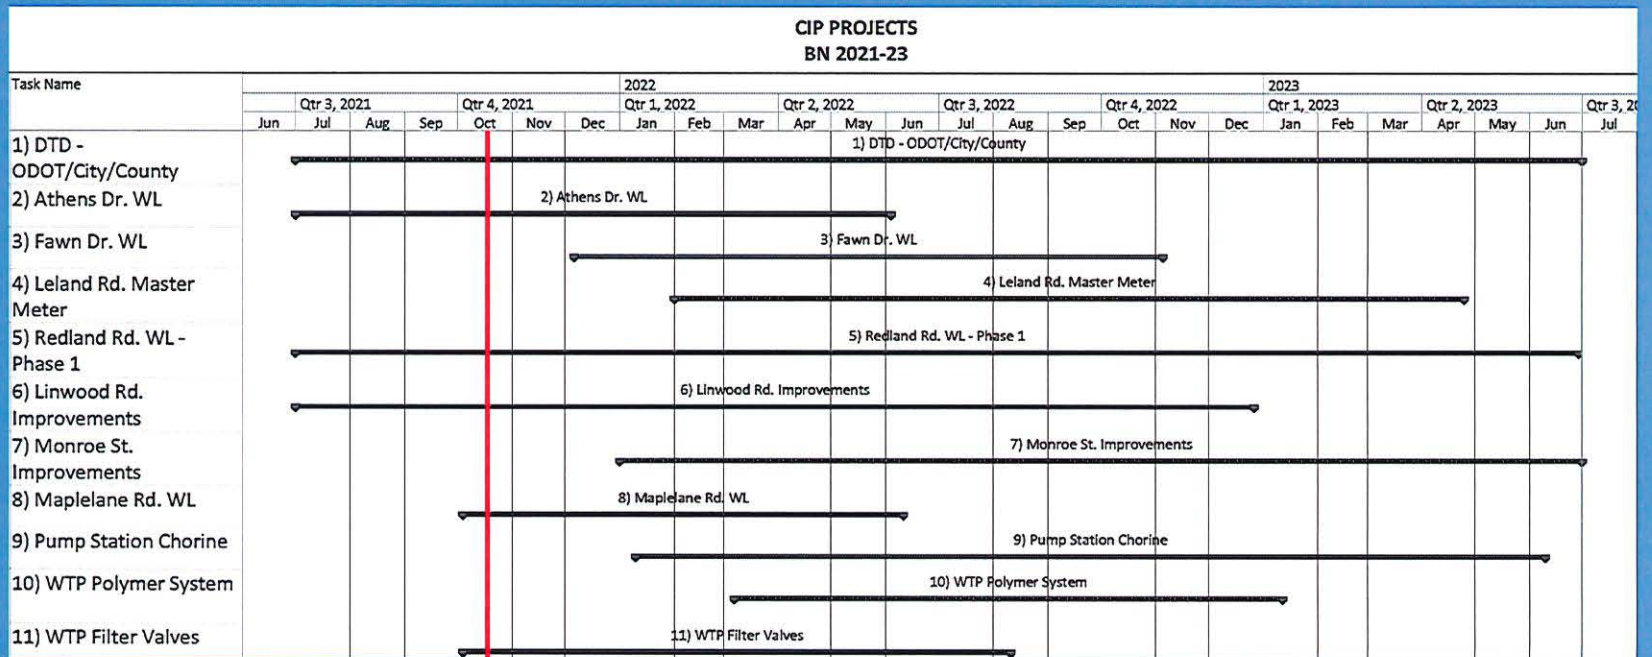 CIP PROJECTS
BN 2021-23
Task Name
2022
2023
Qtr 3, 2021
Qtr 4, 2021
Qtr 1, 2022
Qtr 2, 2022
Qtr 3, 2022
Qtr 4, 2022
Qtr 1, 2023
Qtr 2, 2023
Qtr 3, 20
Jun Jul Aug Sep Oct Nov Dec Jan Feb Mar Apr May Jun Jul Aug Sep Oct Nov Dec Jan Feb Mar Apr May Jun Jul
1) DTD -
ODOT/City/County
1) DTD - ODOT/City/County
2) Athens Dr. WL
2) Athens Dr. WL
3) Fawn Dr. WL
3) Fawn Dr. WL
4) Leland Rd. Master
Meter
4) Leland Rd. Master Meter
5) Redland Rd. WL -
Phase 1
5) Redland Rd. WL - Phase 1
6) Linwood Rd.
Improvements
6) Linwood Rd. Improvements
7) Monroe St.
Improvements
7) Monroe St. Improvements
8) Maplelane Rd. WL
8) Maplelane Rd. WL
9) Pump Station Chorine
9) Pump Station Chorine
10) WTP Polymer System
10) WTP Polymer System
11) WTP Filter Valves
11) WTP Filter Valves